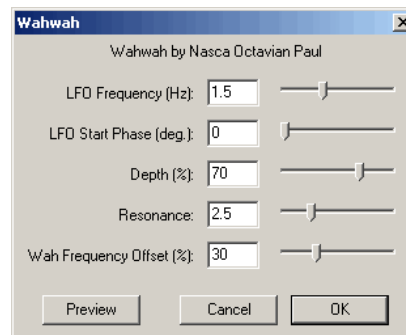 Wahwah
Wahwah by Nasca Octavian Paul
LFO Frequency (Hz): 1.5
LFO Start Phase (deg.): 0
Depth (%): 70
Resonance: 2.5
Wah Frequency Offset (%): 30
Preview Cancel OK